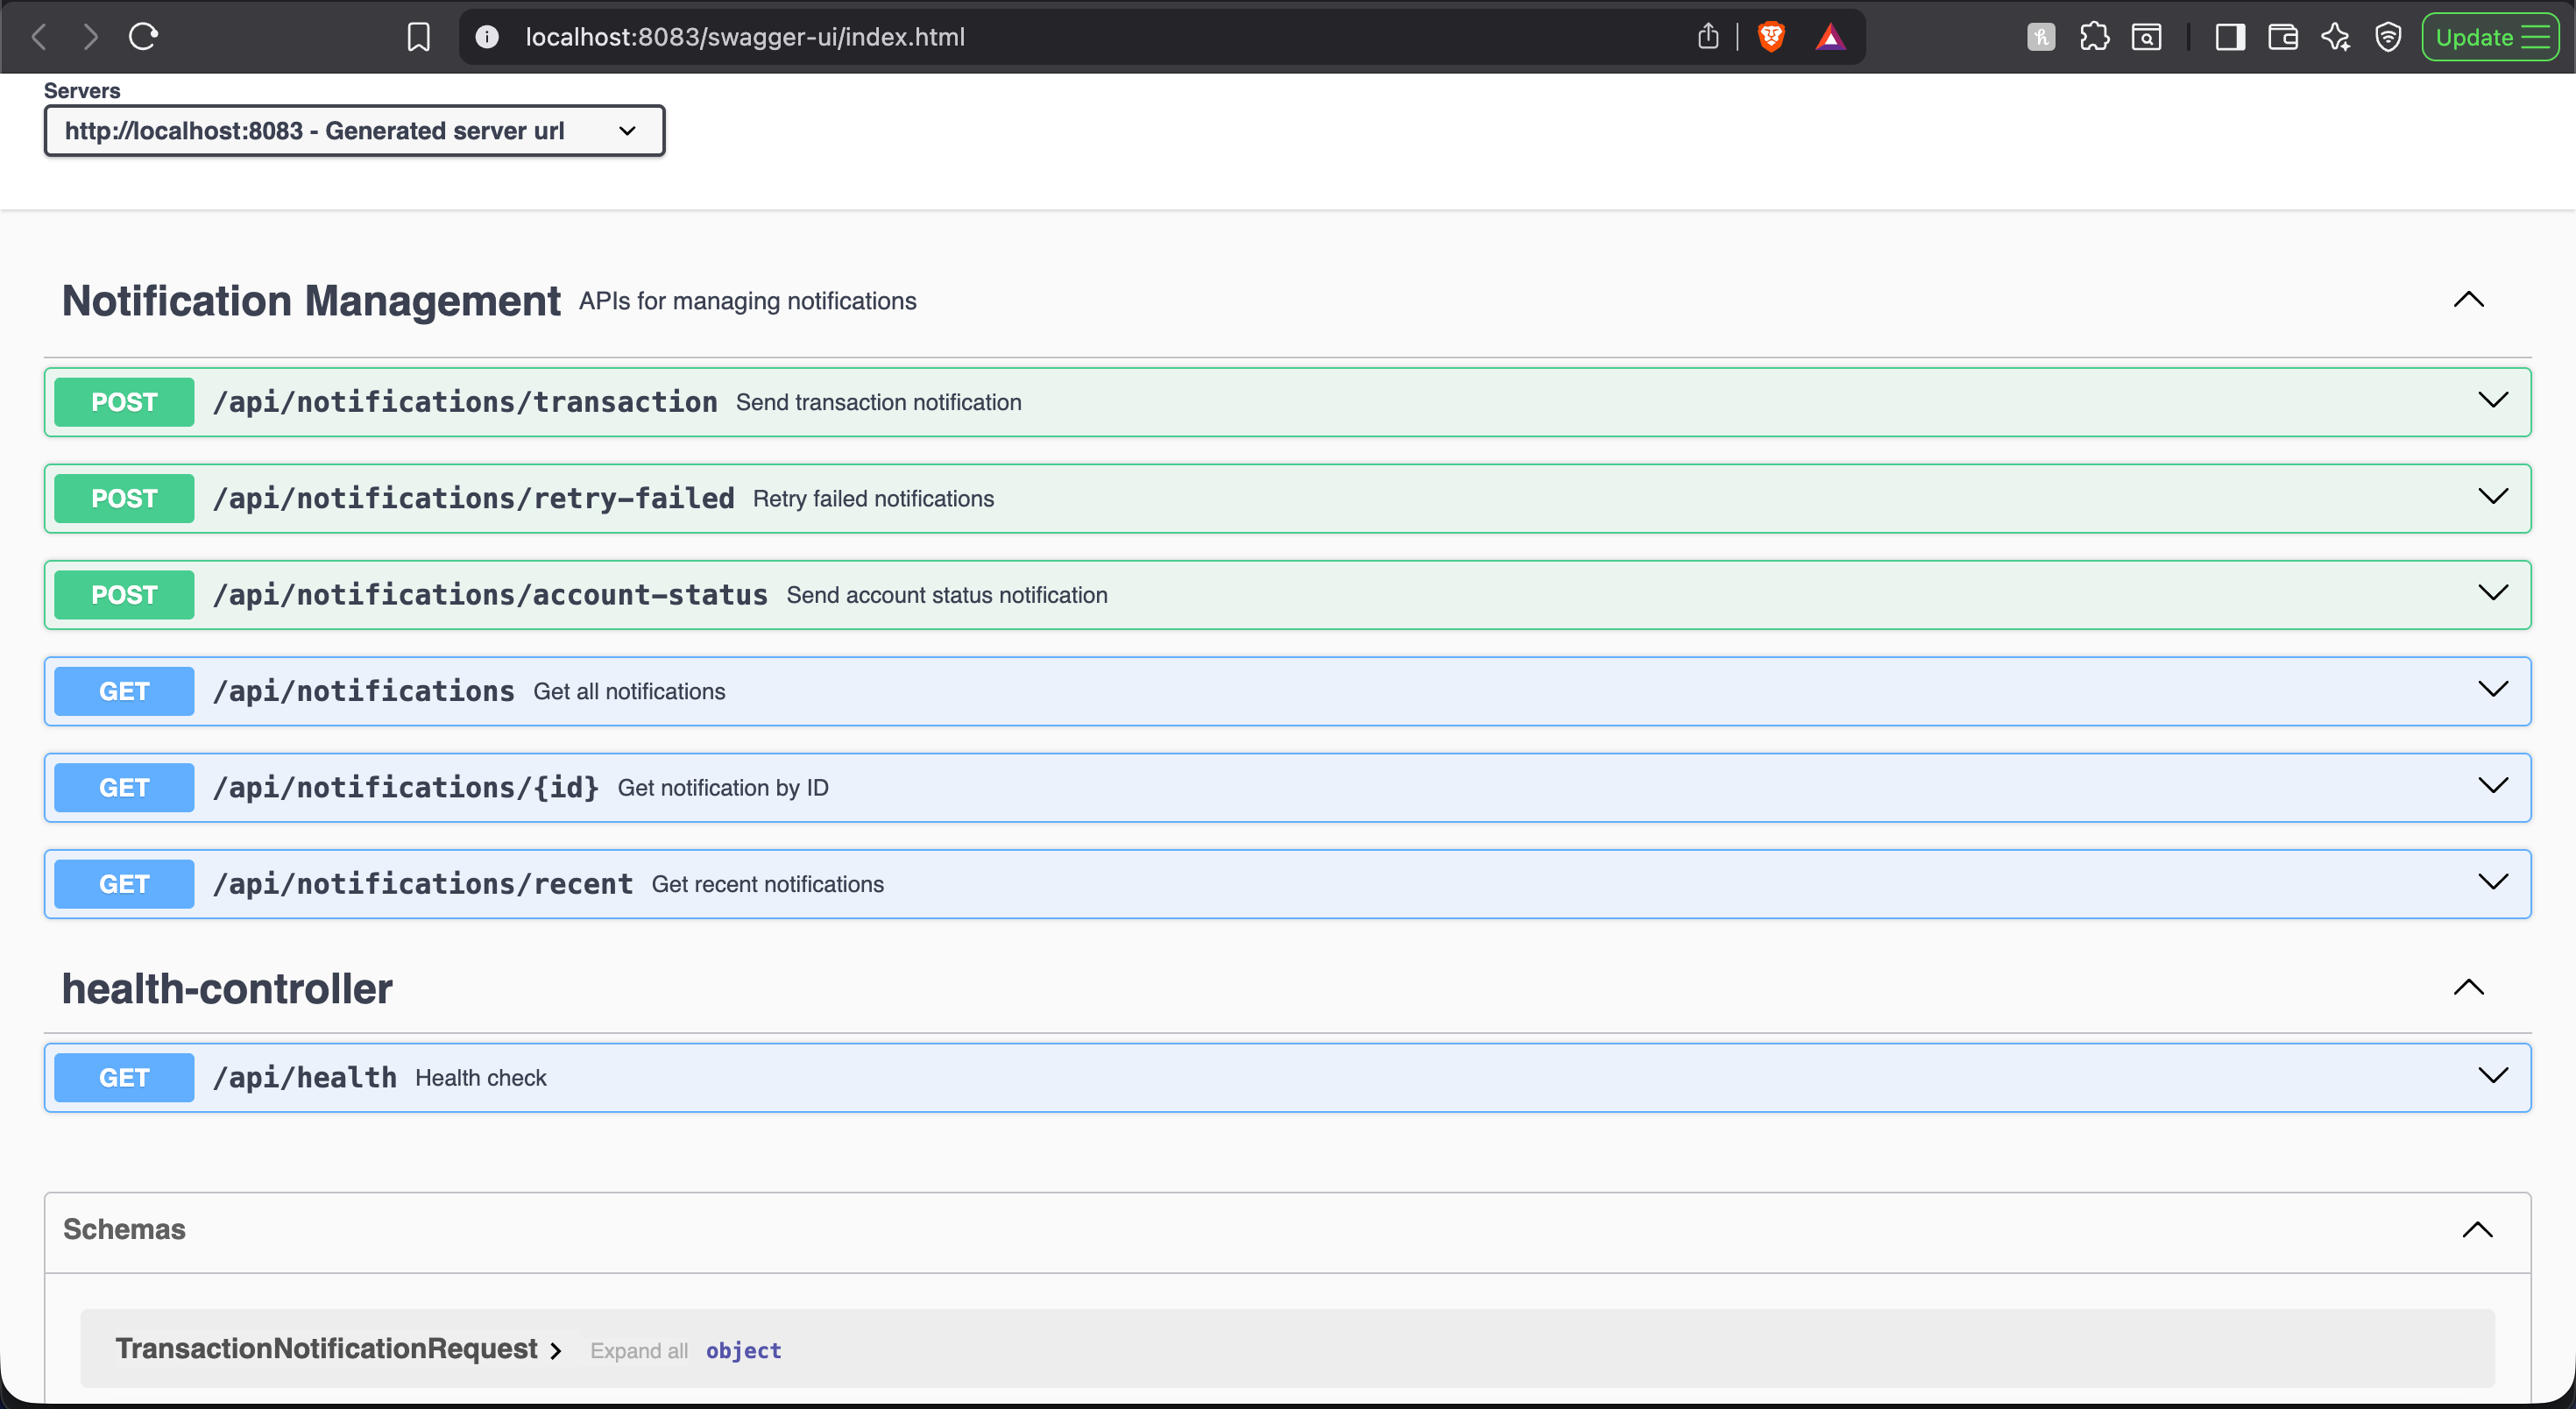 localhost:8083/swagger-ui/index.html
Update
Servers
http://localhost:8083 - Generated server url
Notification Management APIs for managing notifications
POST /api/notifications/transaction Send transaction notification
POST /api/notifications/retry-failed Retry failed notifications
POST /api/notifications/account-status Send account status notification
GET /api/notifications Get all notifications
GET /api/notifications/{id} Get notification by ID
GET /api/notifications/recent Get recent notifications
health-controller
GET /api/health Health check
Schemas
TransactionNotificationRequest Expand all object